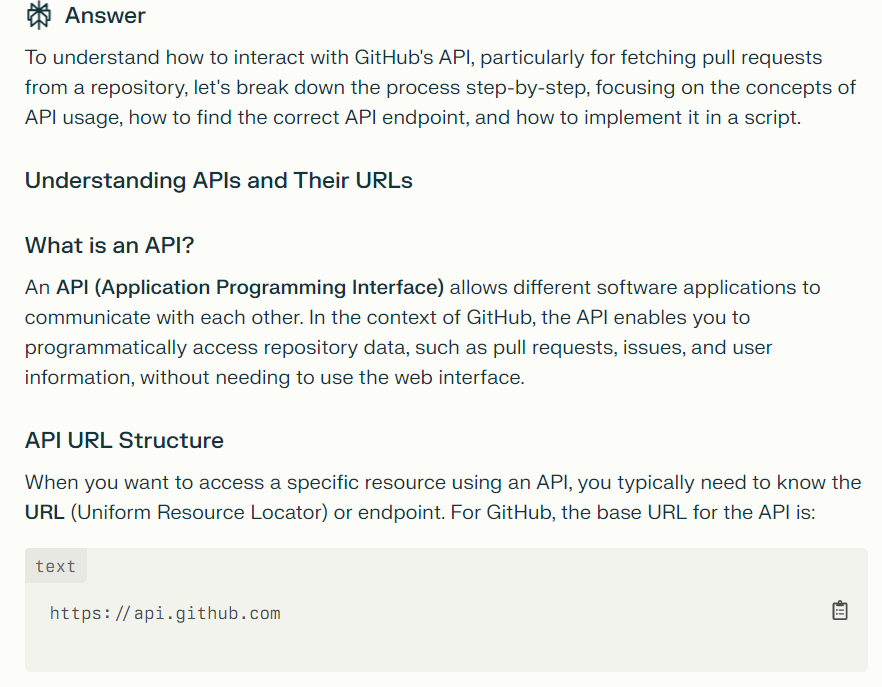 Answer
To understand how to interact with GitHub's API, particularly for fetching pull requests
from a repository, let's break down the process step-by-step, focusing on the concepts of
API usage, how to find the correct API endpoint, and how to implement it in a script.
Understanding APIs and Their URLs
What is an API?
An API (Application Programming Interface) allows different software applications to
communicate with each other. In the context of GitHub, the API enables you to
programmatically access repository data, such as pull requests, issues, and user
information, without needing to use the web interface.
API URL Structure
When you want to access a specific resource using an API, you typically need to know the
URL (Uniform Resource Locator) or endpoint. For GitHub, the base URL for the API is:
text
https://api.github.com